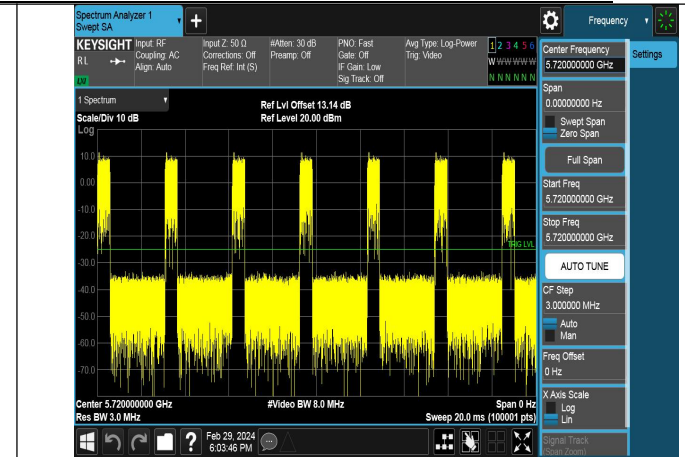 Spectrum Analyzer 1
Swept SA
+
Frequency
KEYSIGHT
RL
LXI
Input: RF
Coupling: AC
Align: Auto
Input Z: 50 Ω
Corrections: Off
Freq Ref: Int (S)
#Atten: 30 dB
Preamp: Off
PNO: Fast
Gate: Off
IF Gain: Low
Sig Track: Off
Avg Type: Log-Power
Trig: Video
1 2 3 4 5 6
W W W W W W
N N N N N N
1 Spectrum
Scale/Div 10 dB
Log
Ref Lvl Offset 13.14 dB
Ref Level 20.00 dBm
10.0
0.00
-10.0
-20.0
-30.0
-40.0
-50.0
-60.0
-70.0
TRIG LVL
Center 5.720000000 GHz
Res BW 3.0 MHz
#Video BW 8.0 MHz
Span 0 Hz
Sweep 20.0 ms (100001 pts)
?
Feb 29, 2024
6:03:46 PM
Center Frequency
5.720000000 GHz
Settings
Span
0.00000000 Hz
Swept Span
Zero Span
Full Span
Start Freq
5.720000000 GHz
Stop Freq
5.720000000 GHz
AUTO TUNE
CF Step
3.000000 MHz
Auto
Man
Freq Offset
0 Hz
X Axis Scale
Log
Lin
Signal Track
(Span Zoom)